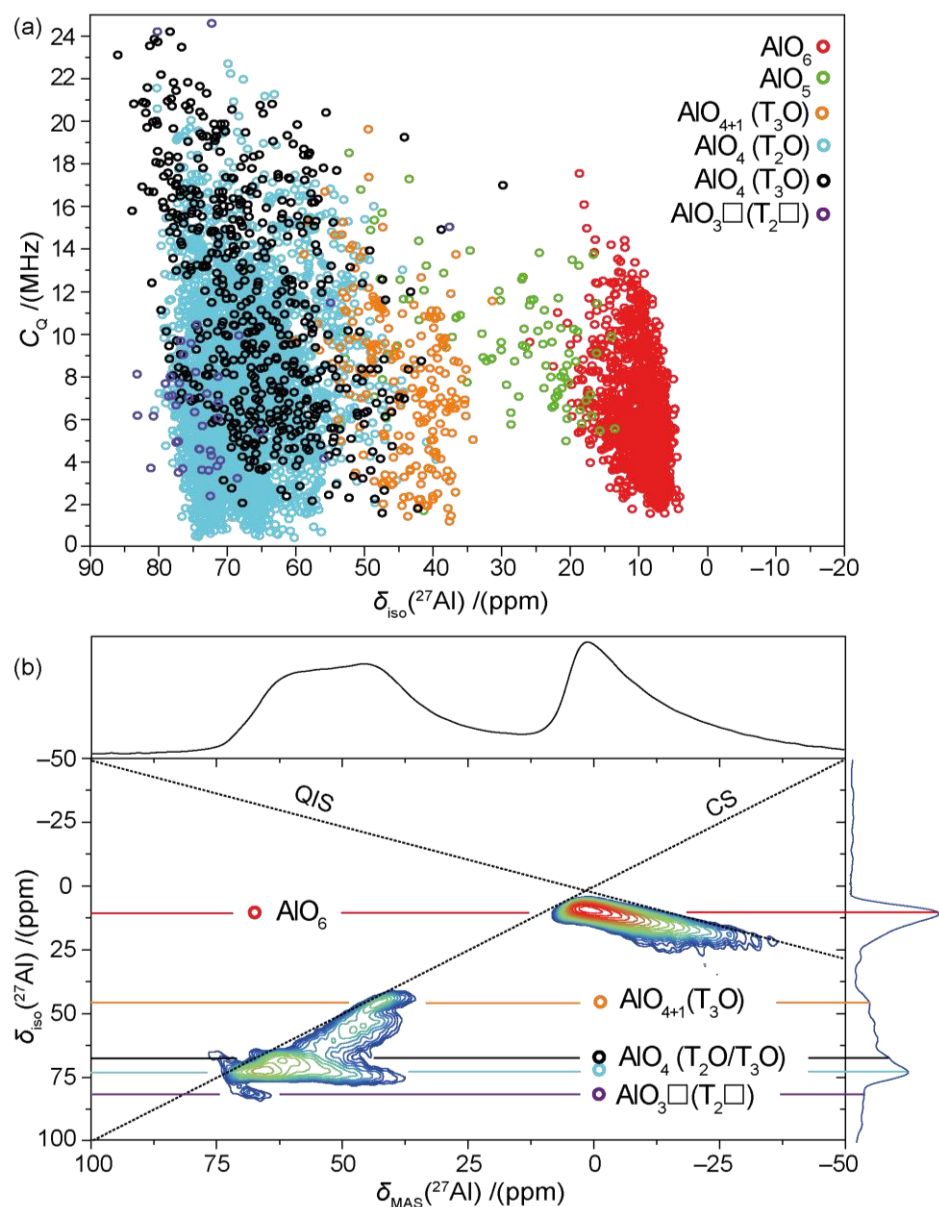 (a)
24
22
20
18
16
14
12
10
8
6
4
2
0
C_Q /(MHz)
AlO₆
AlO₅
AlO₄₊₁ (T₃O)
AlO₄ (T₂O)
AlO₄ (T₃O)
AlO₃□ (T₂□)
90 80 70 60 50 40 30 20 10 0 –10 –20
δ_iso(²⁷Al) /(ppm)
(b)
–50
–25
0
25
50
75
100
δ_iso(²⁷Al) /(ppm)
QIS
CS
AlO₆
AlO₄₊₁(T₃O)
AlO₄ (T₂O/T₃O)
AlO₃□(T₂□)
100 75 50 25 0 –25 –50
δ_MAS(²⁷Al) /(ppm)